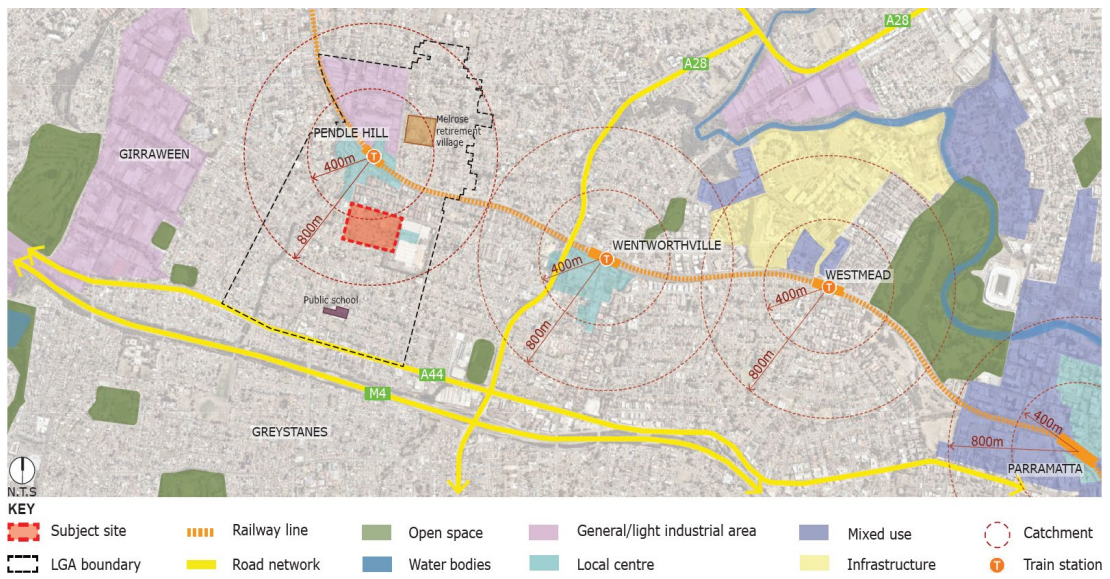 A28
A28
PENDLE HILL
Melrose
retirement
village
GIRRAWEEN
T
400m
800m
WENTWORTHVILLE
T
400m
800m
WESTMEAD
T
400m
800m
Public school
A44
M4
GREYSTANES
400m
800m
PARRAMATTA
N.T.S
KEY
Subject site
Railway line
Open space
General/light industrial area
Mixed use
Catchment
LGA boundary
Road network
Water bodies
Local centre
Infrastructure
T Train station